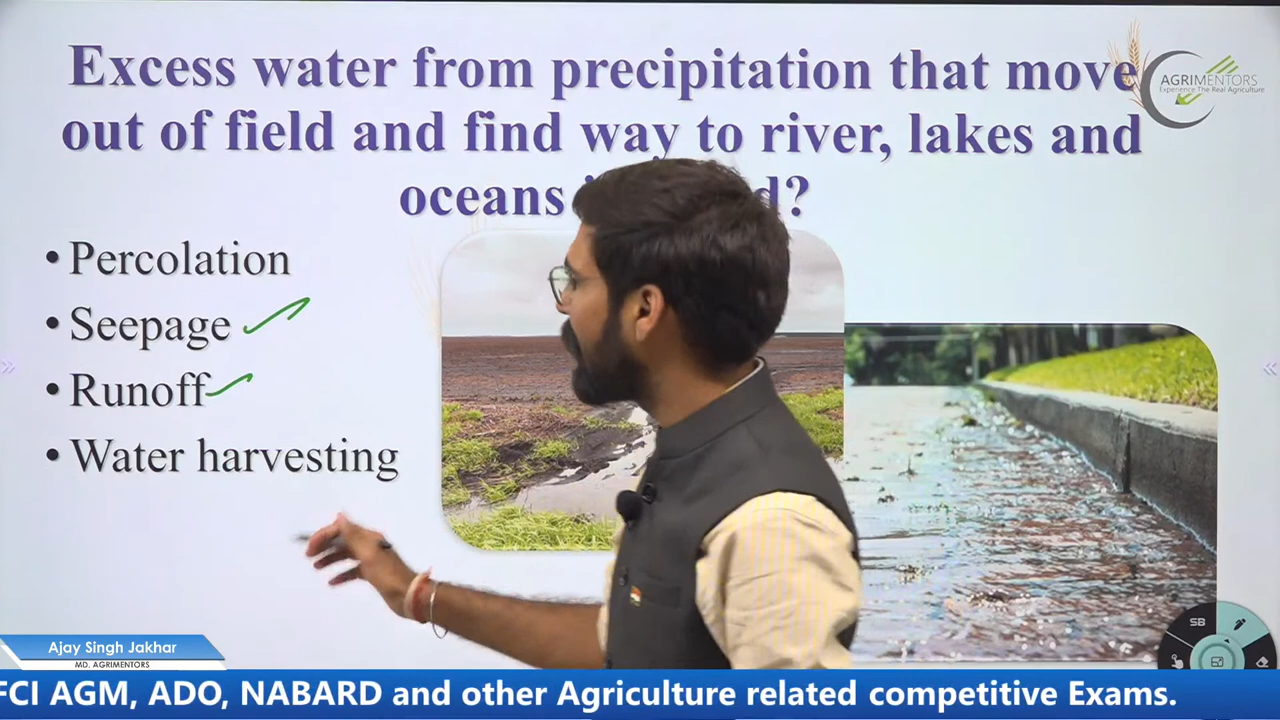 Excess water from precipitation that move
out of field and find way to river, lakes and
oceans ?
• Percolation
• Seepage
• Runoff
• Water harvesting
AGRIMENTORS
Experience The Real Agriculture
SB
Ajay Singh Jakhar
MD. AGRIMENTORS
FCI AGM, ADO, NABARD and other Agriculture related competitive Exams.